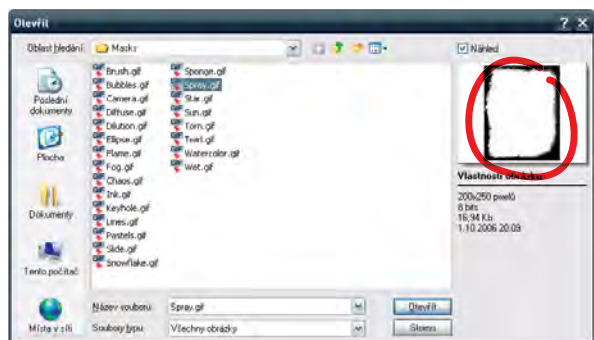 Otevřít
Oblast hledání: Masks
Náhled
Poslední dokumenty
Plocha
Dokumenty
Tento počítač
Místa v síti
Brush.gif
Bubbles.gif
Camera.gif
Diffuse.gif
Dilution.gif
Ellipse.gif
Flame.gif
Fog.gif
Chaos.gif
Ink.gif
Keyhole.gif
Lines.gif
Pastels.gif
Slide.gif
Snowflake.gif
Sponge.gif
Spray.gif
Star.gif
Sun.gif
Torn.gif
Twirl.gif
Watercolor.gif
Wet.gif
Vlastnosti obrázku
200x250 pixelů
8 bits
16,94 Kb
1.10.2006 20:09
Název souboru: Spray.gif
Otevřít
Soubory typu: Všechny obrázky
Storno